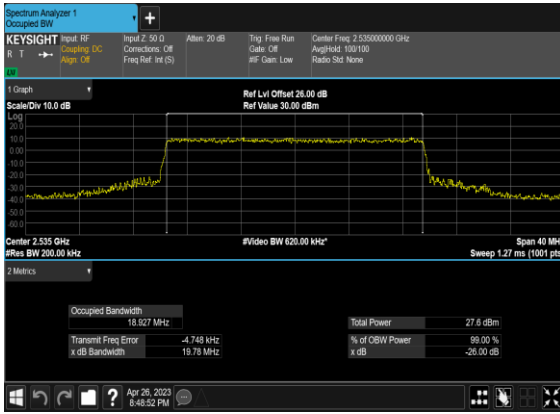 Spectrum Analyzer 1
Occupied BW
KEYSIGHT Input: RF Input Z: 50 Ω Atten: 20 dB Trig: Free Run Center Freq: 2.535000000 GHz
R T Coupling: DC Corrections: Off Gate: Off Avg|Hold: 100/100
Align: Off Freq Ref: Int (S) #IF Gain: Low Radio Std: None
LXI
1 Graph
Ref Lvl Offset 26.00 dB
Scale/Div 10.0 dB Ref Value 30.00 dBm
Log
20.0
10.0
0.00
-10.0
-20.0
-30.0
-40.0
-50.0
-60.0
Center 2.535 GHz #Video BW 620.00 kHz* Span 40 MH
#Res BW 200.00 kHz Sweep 1.27 ms (1001 pts
2 Metrics
Occupied Bandwidth
18.927 MHz Total Power 27.6 dBm
Transmit Freq Error -4.748 kHz % of OBW Power 99.00 %
x dB Bandwidth 19.78 MHz x dB -26.00 dB
Apr 26, 2023
8:48:52 PM